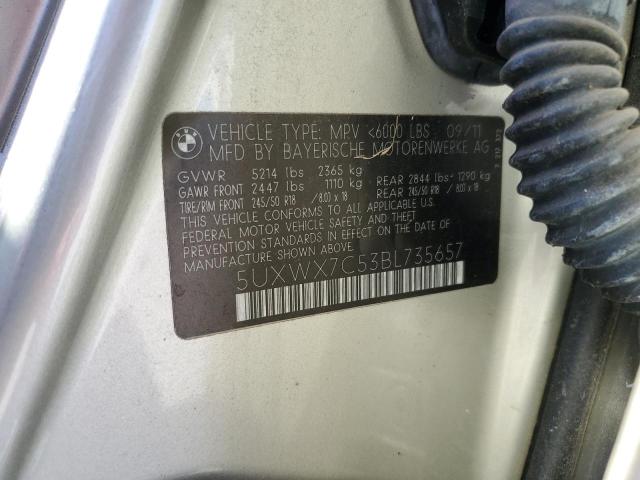 BMW
VEHICLE TYPE: MPV <6000 LBS 09/11
MFD BY BAYERISCHE MOTORENWERKE AG
GVWR 5214 lbs 2365 kg
GAWR FRONT 2447 lbs 1110 kg REAR 2844 lbs 1290 kg
TIRE/RIM FRONT 245/50 R18 /8.0J x 18 REAR 245/50 R18 /8.0J x 18
THIS VEHICLE CONFORMS TO ALL APPLICABLE
FEDERAL MOTOR VEHICLE SAFETY AND THEFT
PREVENTION STANDARDS IN EFFECT ON THE DATE OF
MANUFACTURE SHOWN ABOVE.
5UXWX7C53BL735657